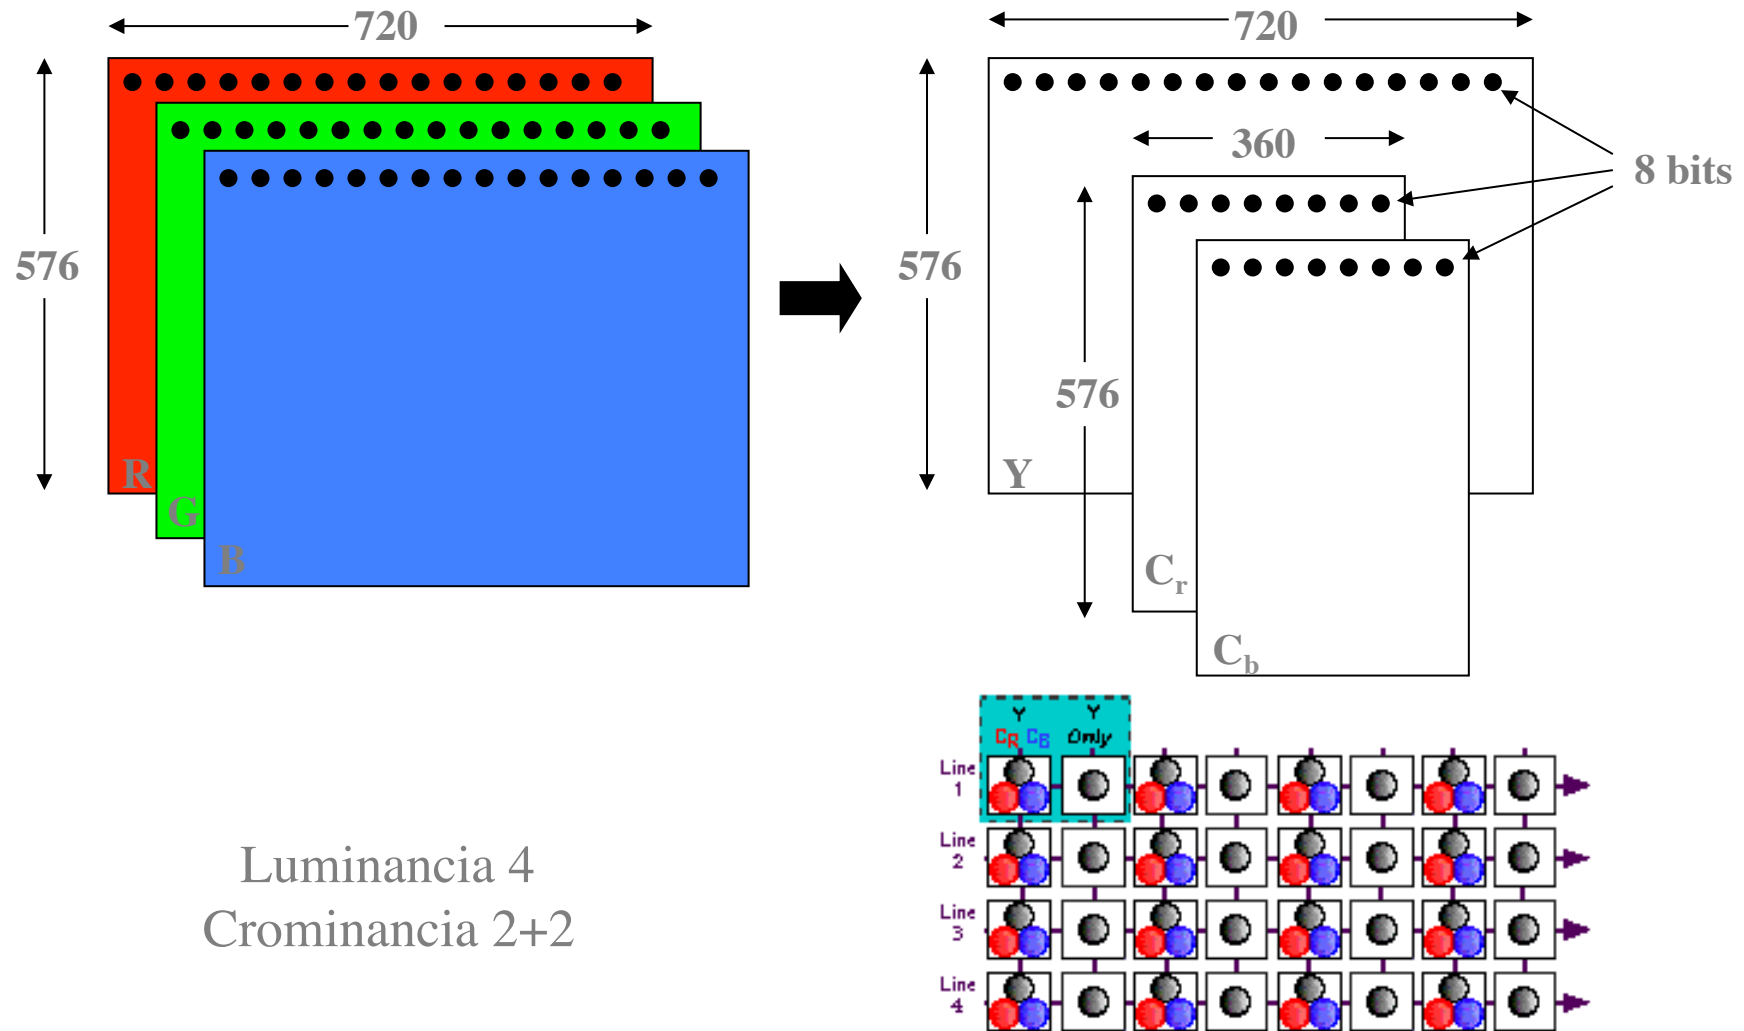 720
576
R
G
B
720
576
360
576
8 bits
Y
Cr
Cb
Y Y
CR CB Only
Line 1
Line 2
Line 3
Line 4
Luminancia 4
Crominancia 2+2